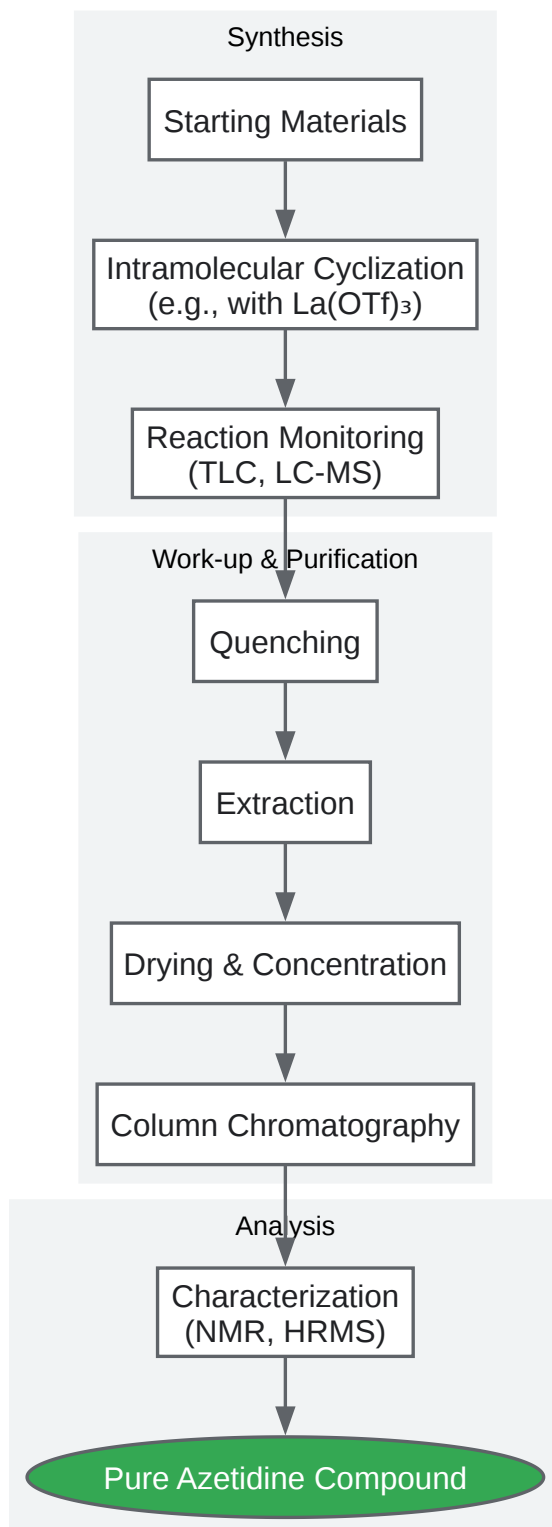 Synthesis
Starting Materials
Intramolecular Cyclization
(e.g., with La(OTf)₃)
Reaction Monitoring
(TLC, LC-MS)
Work-up & Purification
Quenching
Extraction
Drying & Concentration
Column Chromatography
Analysis
Characterization
(NMR, HRMS)
Pure Azetidine Compound